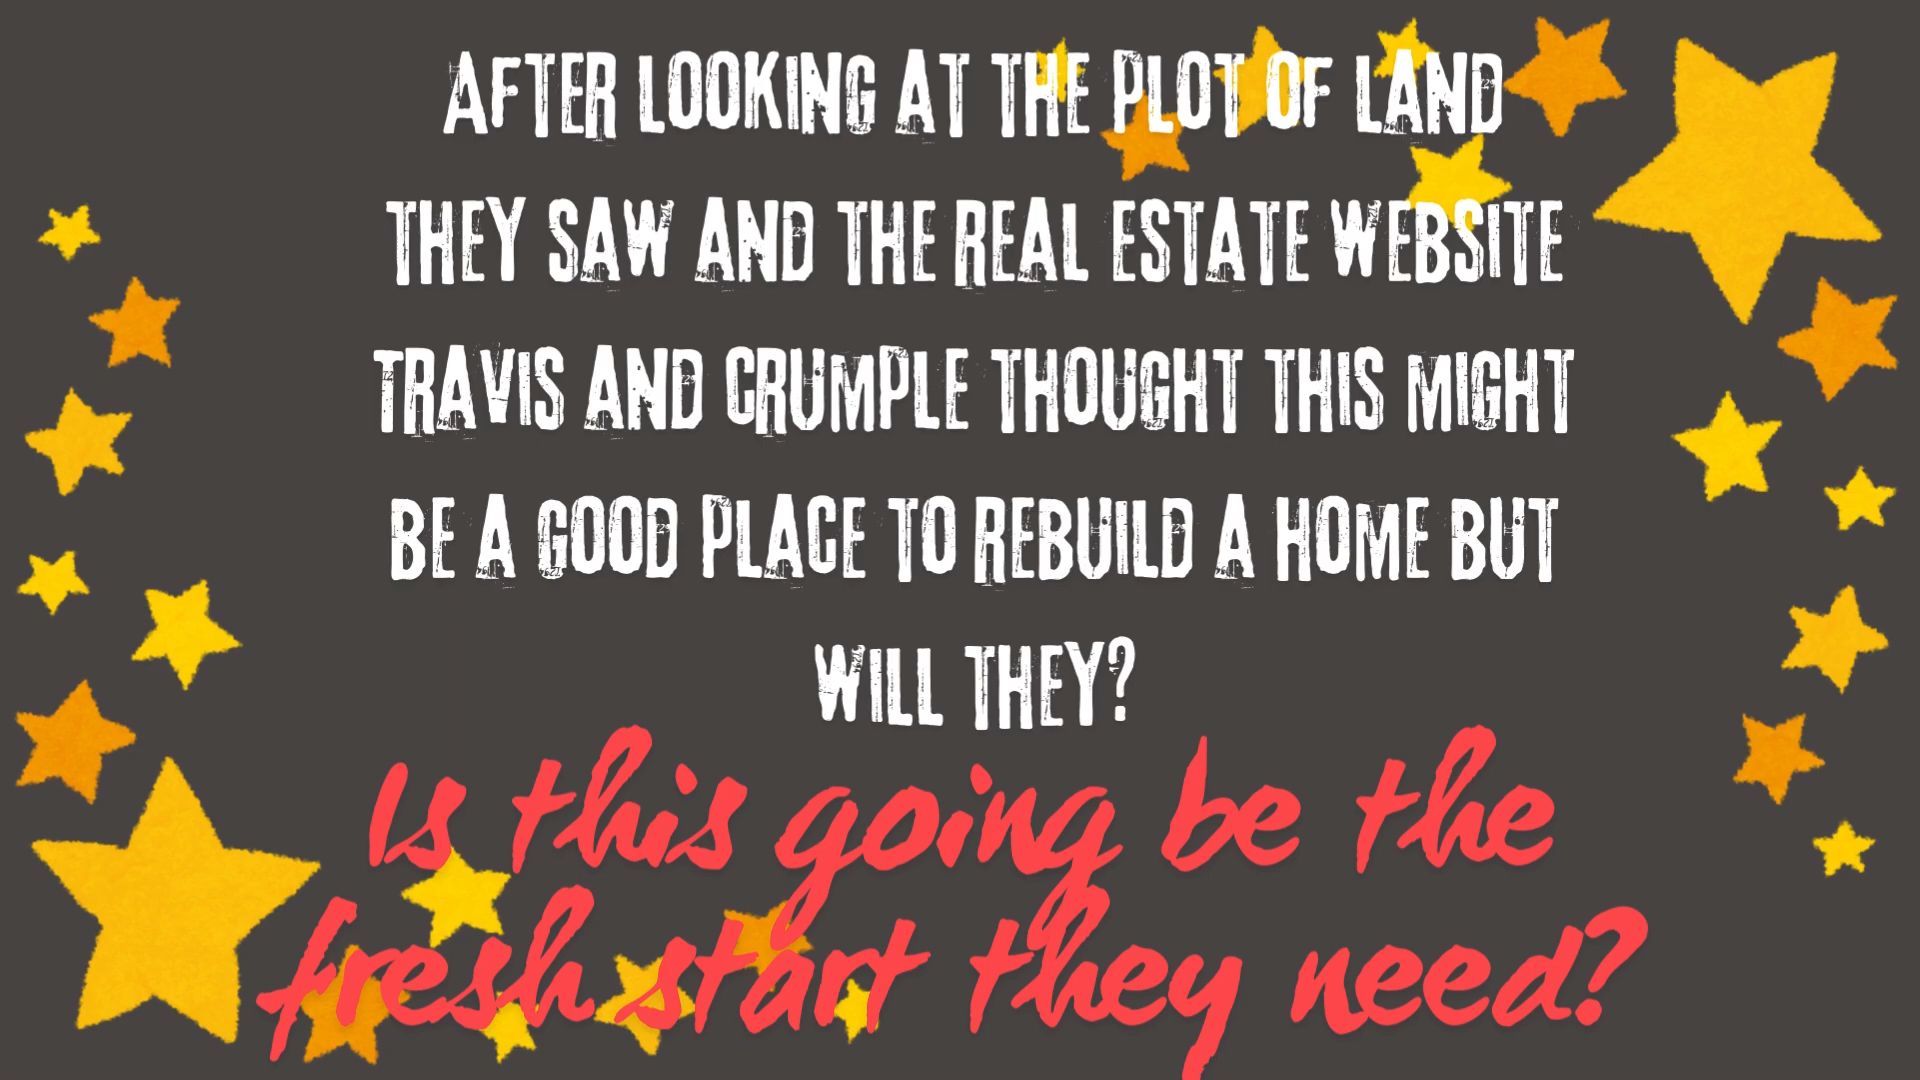 AFTER LOOKING AT THE PLOT OF LAND
THEY SAW AND THE REAL ESTATE WEBSITE
TRAVIS AND CRUMPLE THOUGHT THIS MIGHT
BE A GOOD PLACE TO REBUILD A HOME BUT
WILL THEY?
Is this going be the
fresh start they need?